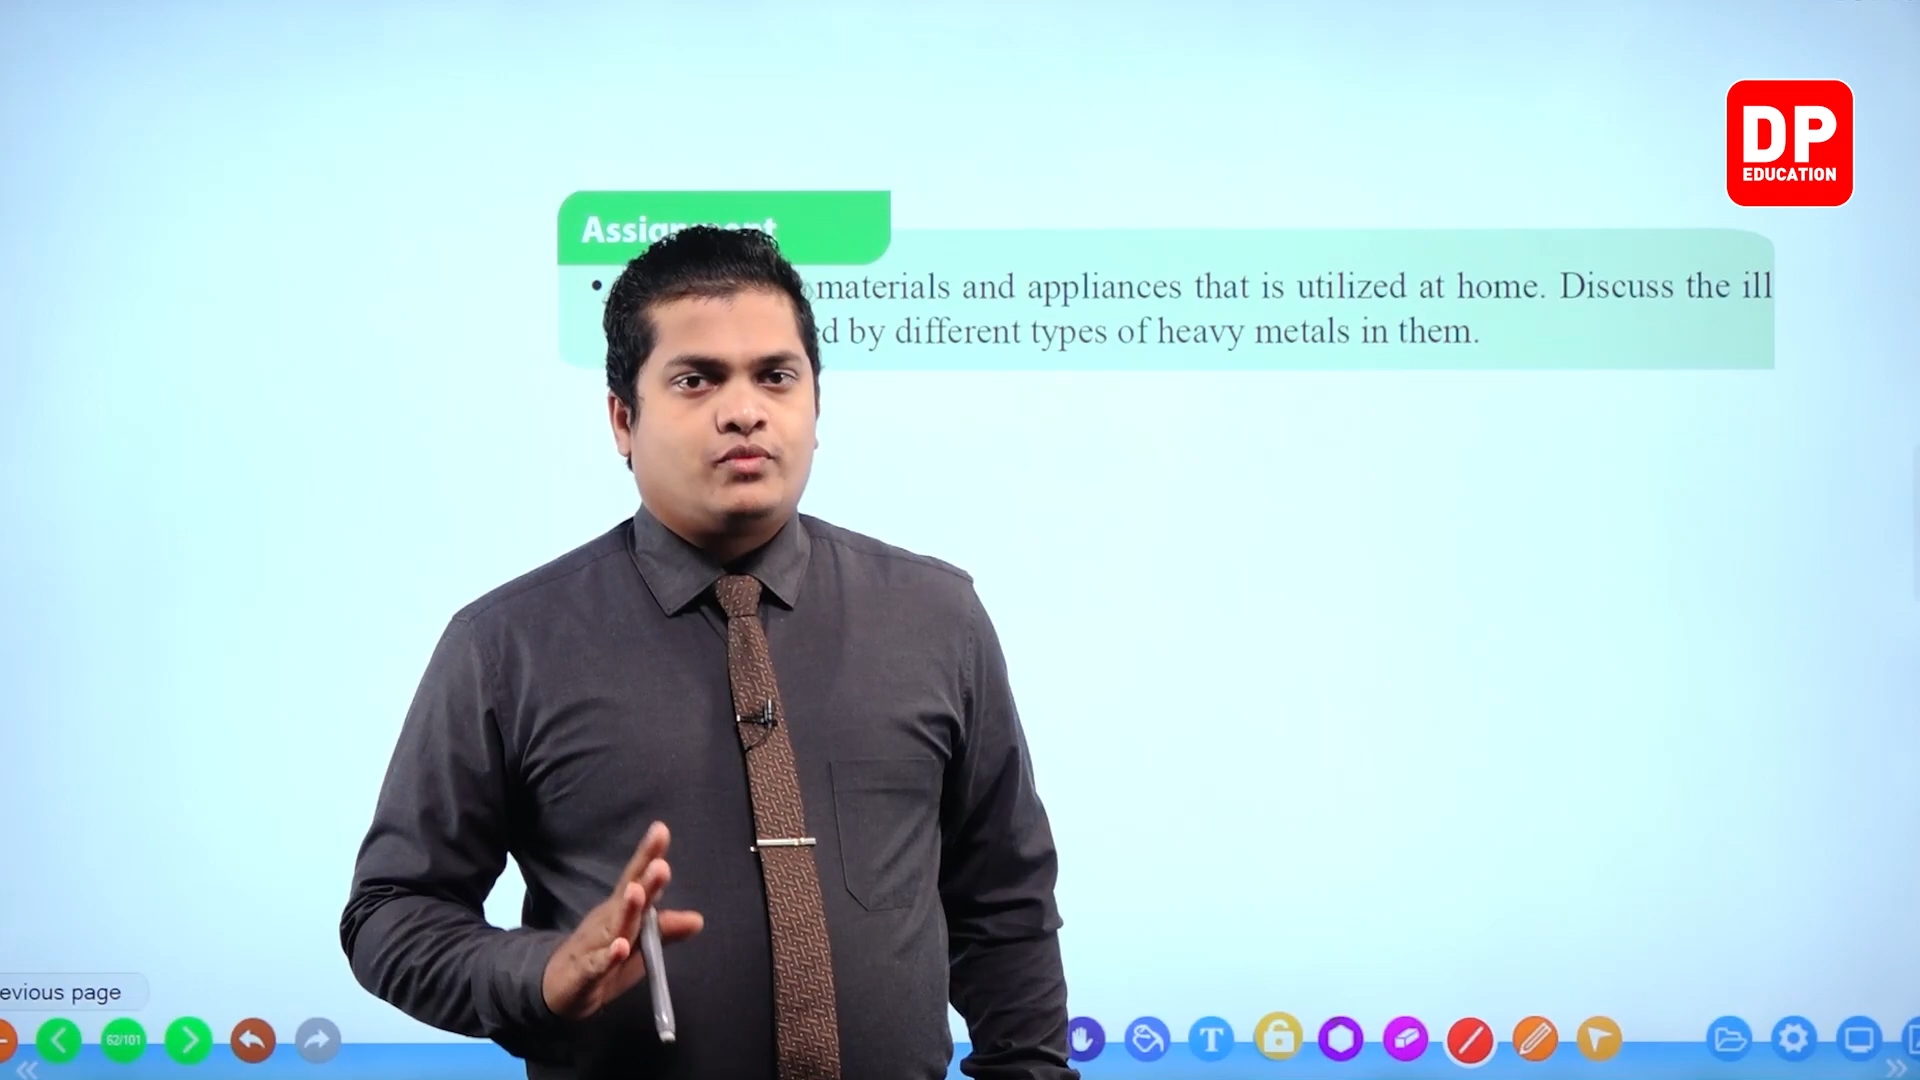 DP
EDUCATION
Assignment
• materials and appliances that is utilized at home. Discuss the ill
by different types of heavy metals in them.
evious page
62/101
T